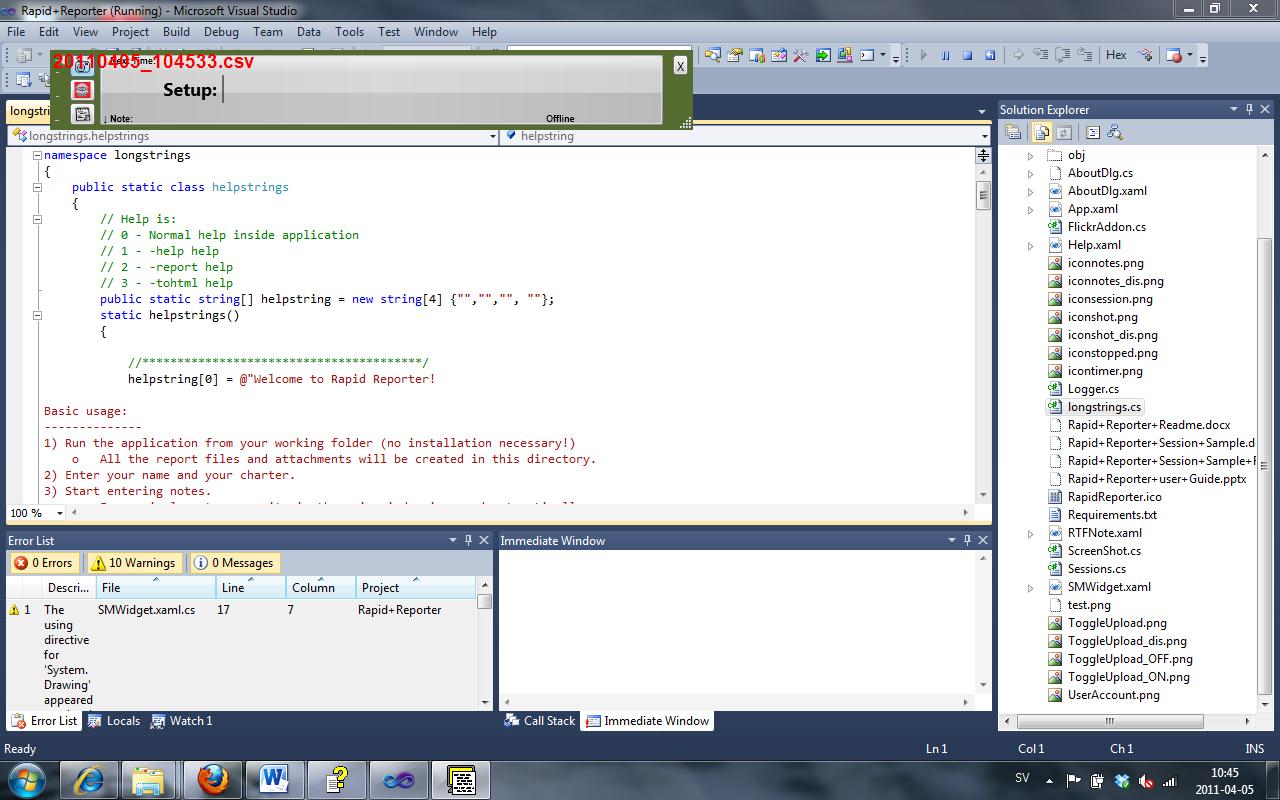 Rapid+Reporter (Running) - Microsoft Visual Studio
File Edit View Project Build Debug Team Data Tools Test Window Help
Hex
20110405_104533.csv
X
Setup:
↓ Note: Offline
longstri
longstrings.helpstrings helpstring
namespace longstrings
{
public static class helpstrings
{
// Help is:
// 0 - Normal help inside application
// 1 - -help help
// 2 - -report help
// 3 - -tohtml help
public static string[] helpstring = new string[4] {"","","", ""};
static helpstrings()
{
//****************************************/
helpstring[0] = @"Welcome to Rapid Reporter!
Basic usage:
--------------
1) Run the application from your working folder (no installation necessary!)
o All the report files and attachments will be created in this directory.
2) Enter your name and your charter.
3) Start entering notes.
100 %
Error List
0 Errors 10 Warnings 0 Messages
Descri... File Line Column Project
1 The SMWidget.xaml.cs 17 7 Rapid+Reporter
using
directive
for
'System.
Drawing'
appeared
Error List Locals Watch 1
Immediate Window
Call Stack Immediate Window
Solution Explorer
obj
AboutDlg.cs
AboutDlg.xaml
App.xaml
FlickrAddon.cs
Help.xaml
iconnotes.png
iconnotes_dis.png
iconsession.png
iconshot.png
iconshot_dis.png
iconstopped.png
icontimer.png
Logger.cs
longstrings.cs
Rapid+Reporter+Readme.docx
Rapid+Reporter+Session+Sample.d
Rapid+Reporter+Session+Sample+F
Rapid+Reporter+user+Guide.pptx
RapidReporter.ico
Requirements.txt
RTFNote.xaml
ScreenShot.cs
Sessions.cs
SMWidget.xaml
test.png
ToggleUpload.png
ToggleUpload_dis.png
ToggleUpload_OFF.png
ToggleUpload_ON.png
UserAccount.png
Ready Ln 1 Col 1 Ch 1 INS
SV 10:45
2011-04-05